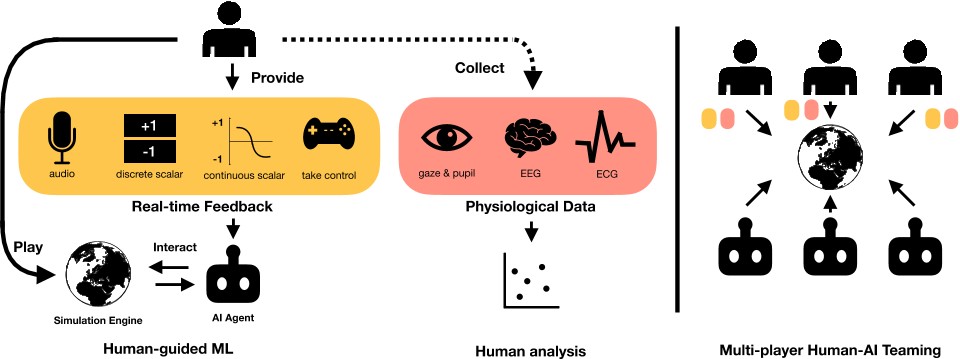 Provide
Collect
+1
-1
+1
-1
audio
discrete scalar
continuous scalar
take control
gaze & pupil
EEG
ECG
Real-time Feedback
Physiological Data
Play
Interact
Simulation Engine
AI Agent
Human-guided ML
Human analysis
Multi-player Human-AI Teaming